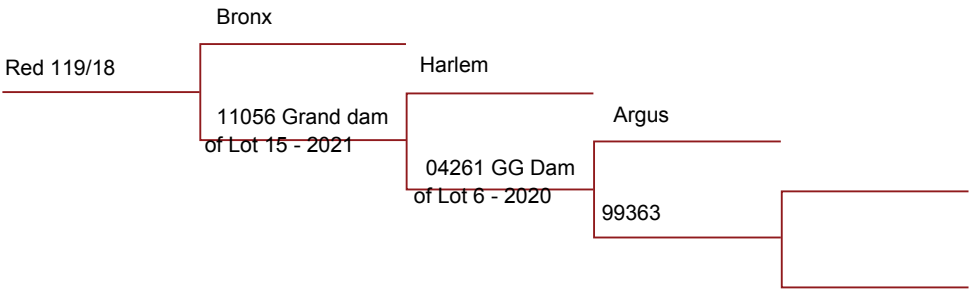 Bronx
Red 119/18
Harlem
11056 Grand dam
of Lot 15 - 2021
Argus
04261 GG Dam
of Lot 6 - 2020
99363